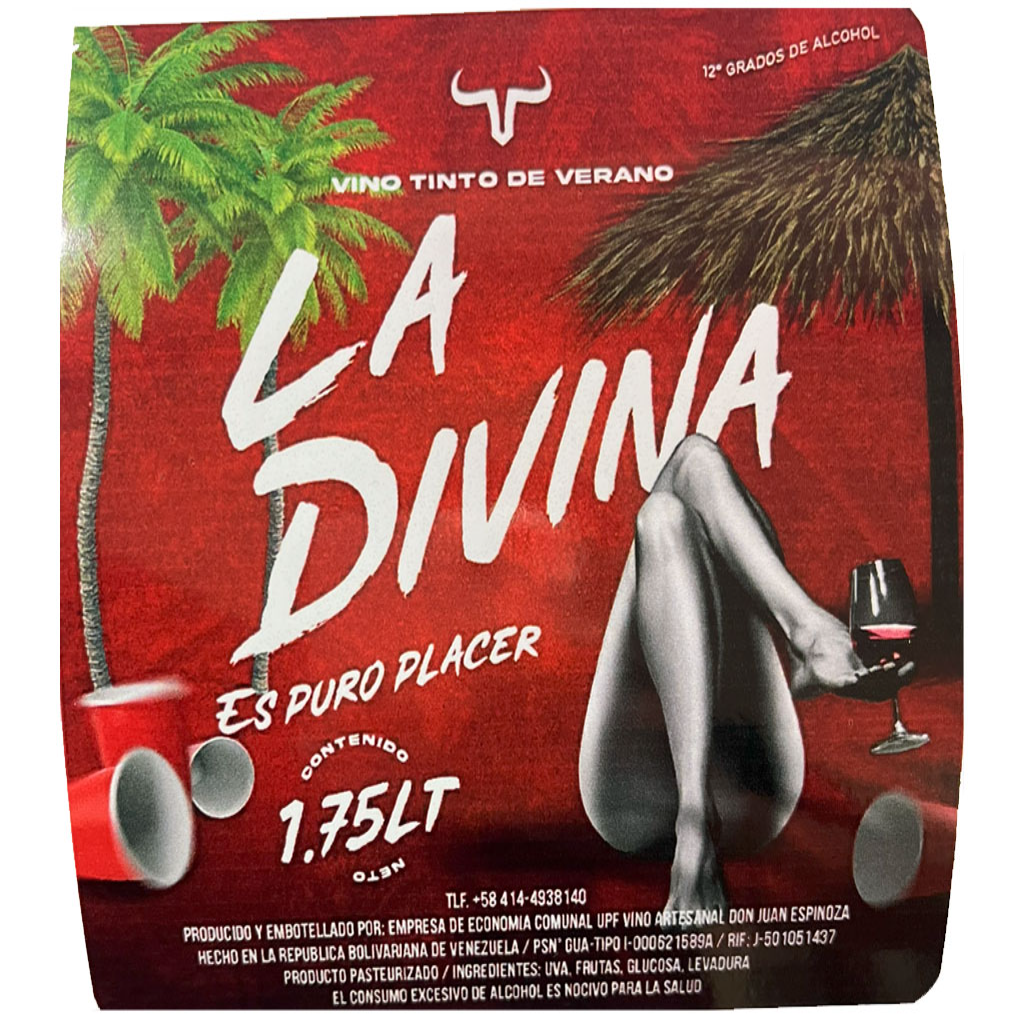 12° GRADOS DE ALCOHOL
VINO TINTO DE VERANO
LA
DIVINA
ES PURO PLACER
CONTENIDO
1.75LT
NETO
TLF. +58 414-4938140
PRODUCIDO Y EMBOTELLADO POR: EMPRESA DE ECONOMIA COMUNAL UPF VINO ARTESANAL DON JUAN ESPINOZA
HECHO EN LA REPUBLICA BOLIVARIANA DE VENEZUELA / PSN° GUA-TIPO I-000521589A / RIF: J-501051437
PRODUCTO PASTEURIZADO / INGREDIENTES: UVA, FRUTAS, GLUCOSA, LEVADURA
EL CONSUMO EXCESIVO DE ALCOHOL ES NOCIVO PARA LA SALUD